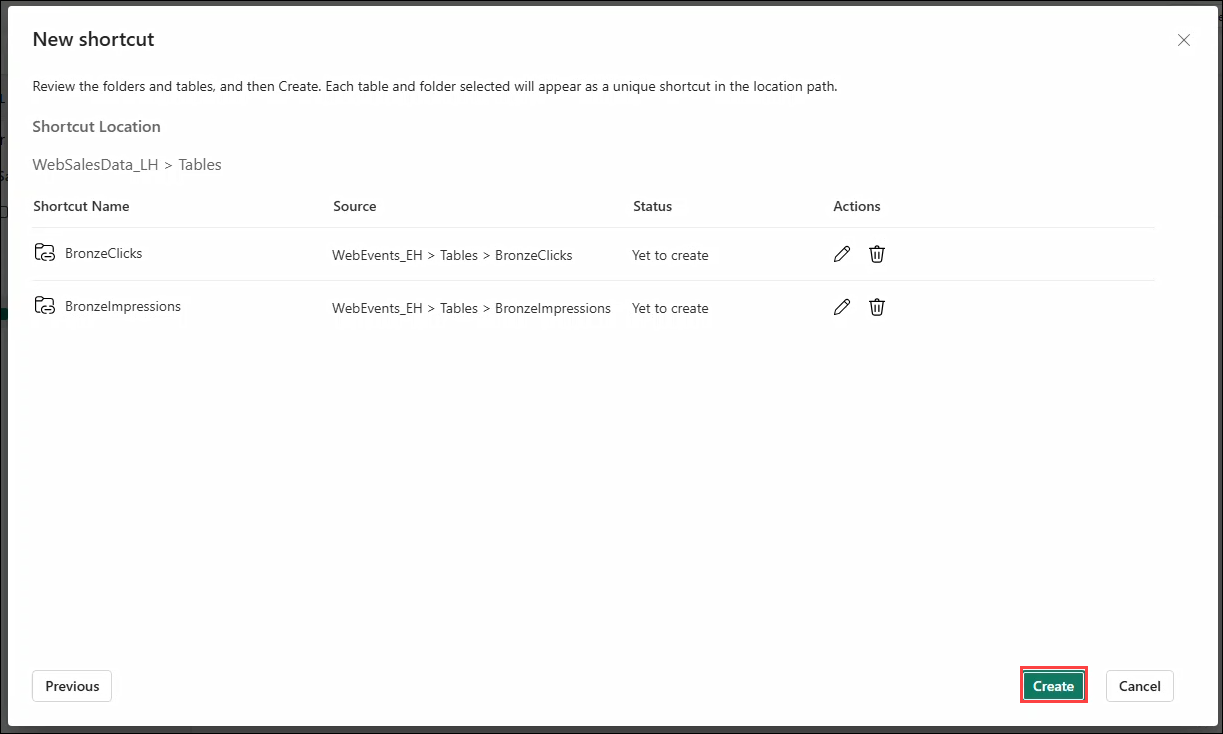 New shortcut
Review the folders and tables, and then Create. Each table and folder selected will appear as a unique shortcut in the location path.
Shortcut Location
WebSalesData_LH > Tables
Shortcut Name Source Status Actions
BronzeClicks WebEvents_EH > Tables > BronzeClicks Yet to create
BronzeImpressions WebEvents_EH > Tables > BronzeImpressions Yet to create
Previous Create Cancel